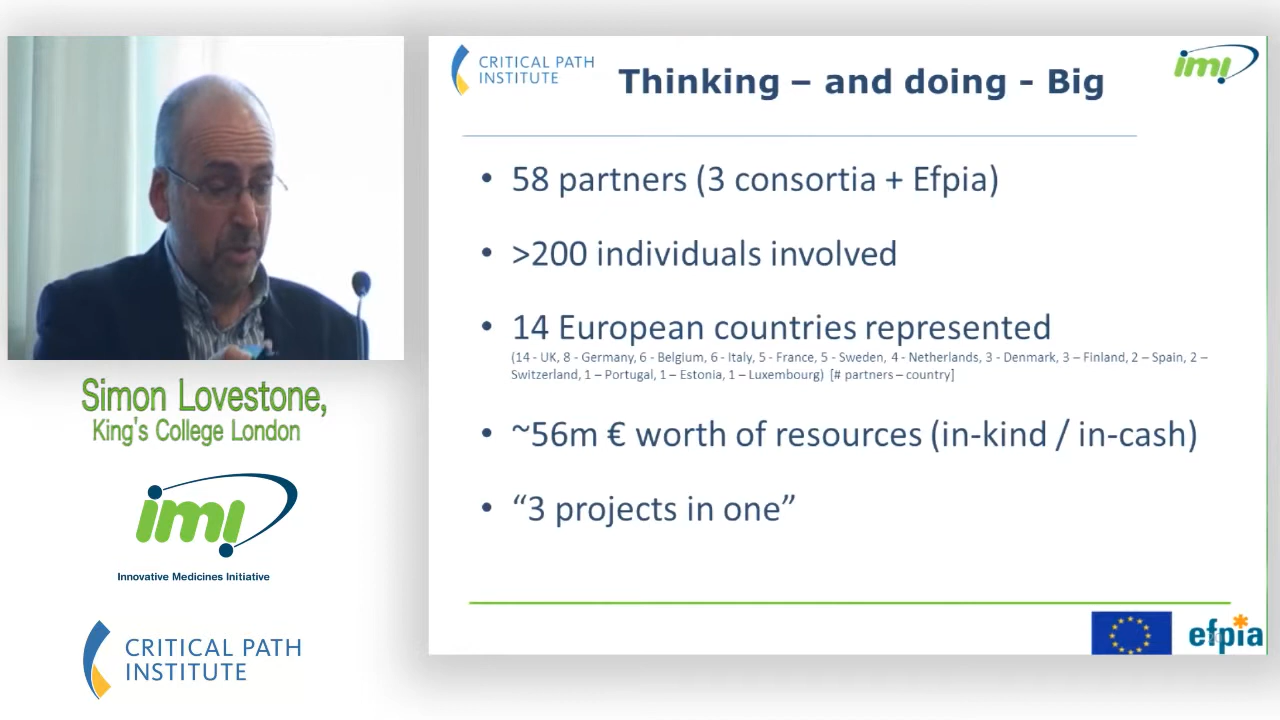 Simon Lovestone,
King's College London
imi
Innovative Medicines Initiative
CRITICAL PATH
INSTITUTE
CRITICAL PATH
INSTITUTE
Thinking – and doing - Big
imi
• 58 partners (3 consortia + Efpia)
• >200 individuals involved
• 14 European countries represented
(14 - UK, 8 - Germany, 6 - Belgium, 6 - Italy, 5 - France, 5 - Sweden, 4 - Netherlands, 3 - Denmark, 3 – Finland, 2 – Spain, 2 –
Switzerland, 1 – Portugal, 1 – Estonia, 1 – Luxembourg) [# partners – country]
• ~56m € worth of resources (in-kind / in-cash)
• “3 projects in one”
efpia